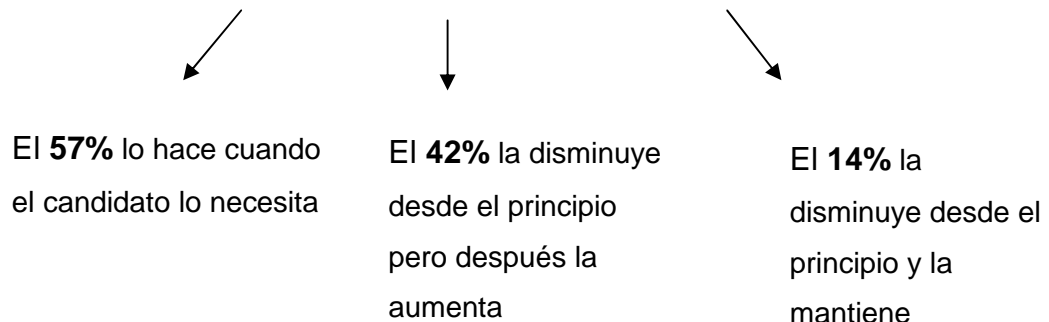 El 57% lo hace cuando
el candidato lo necesita
El 42% la disminuye
desde el principio
pero después la
aumenta
El 14% la
disminuye desde el
principio y la
mantiene